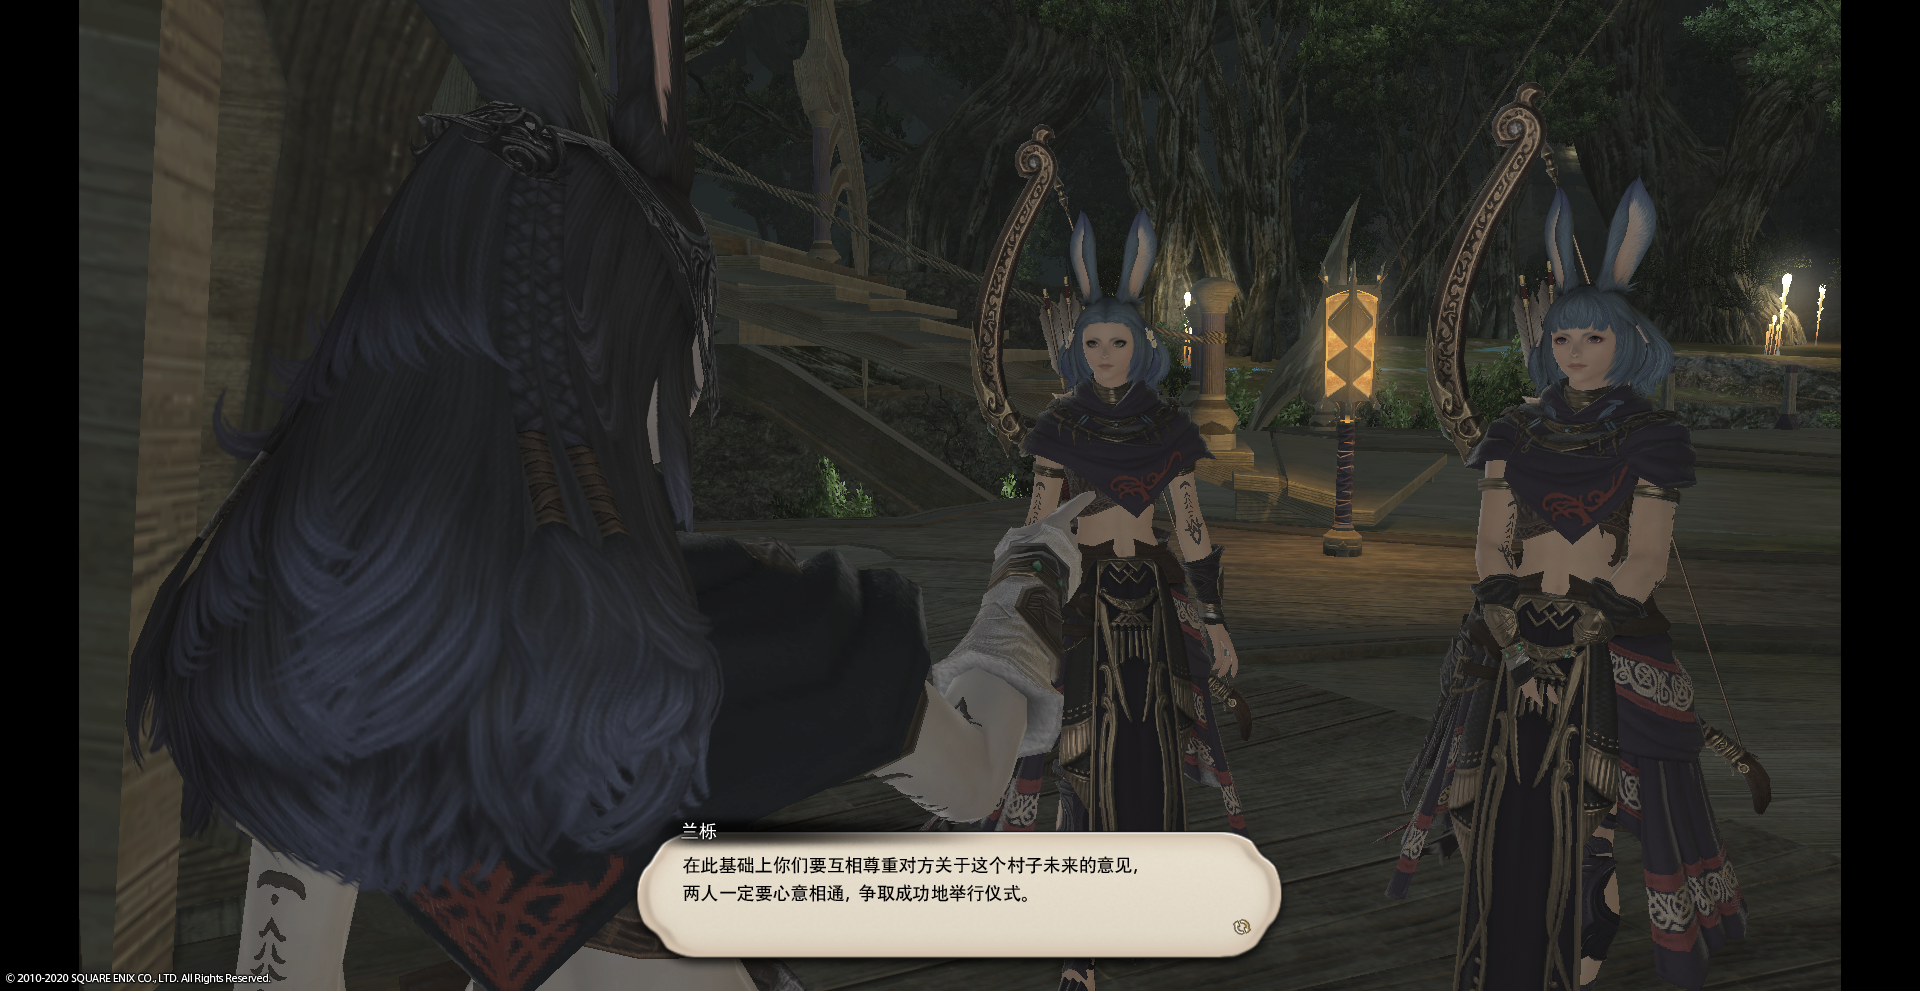 兰栎
在此基础上你们要互相尊重对方关于这个村子未来的意见，
两人一定要心意相通，争取成功地举行仪式。
© 2010-2020 SQUARE ENIX CO., LTD. All Rights Reserved.